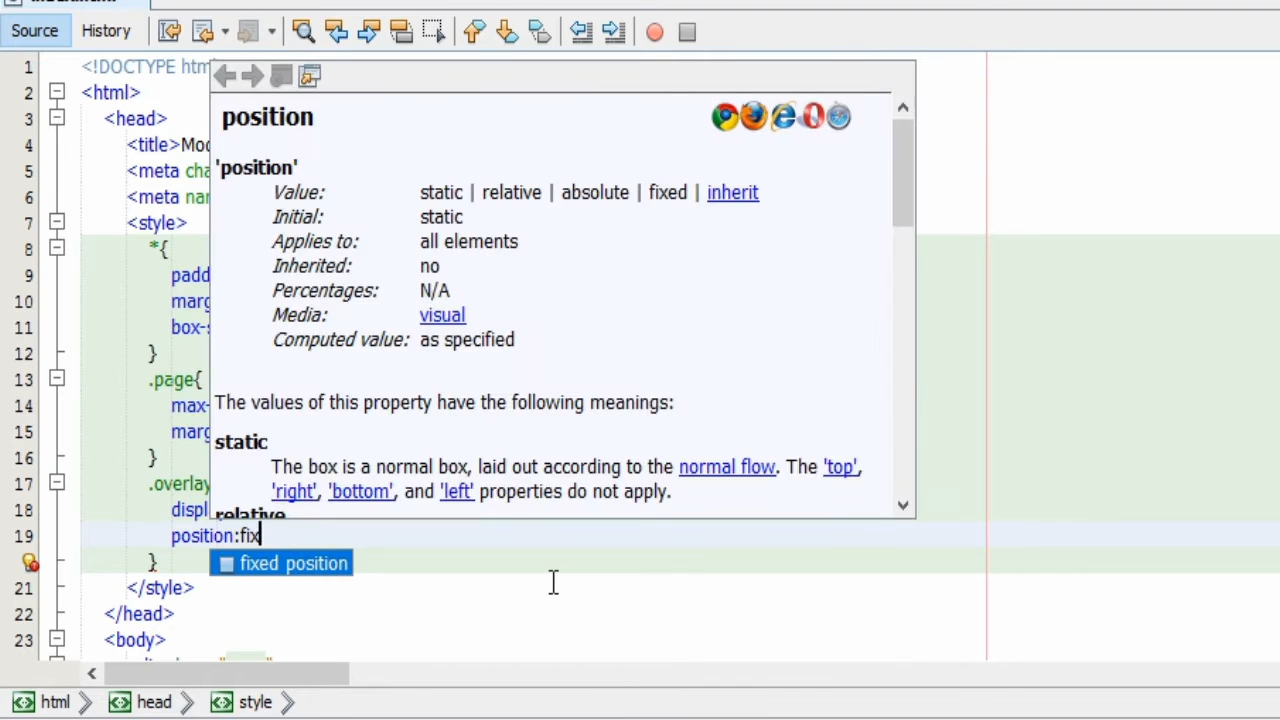 Source History
1 <!DOCTYPE htm
2 <html>
3 <head>
4 <title>Mod
5 <meta cha
6 <meta nam
7 <style>
8 *{
9 padd
10 marg
11 box-s
12 }
13 .page{
14 max-
15 marg
16 }
17 .overlay
18 displ
19 position:fix
}
21 </style>
22 </head>
23 <body>
position
'position'
Value: static | relative | absolute | fixed | inherit
Initial: static
Applies to: all elements
Inherited: no
Percentages: N/A
Media: visual
Computed value: as specified
The values of this property have the following meanings:
static
The box is a normal box, laid out according to the normal flow. The 'top',
'right', 'bottom', and 'left' properties do not apply.
relative
fixed position
html head style